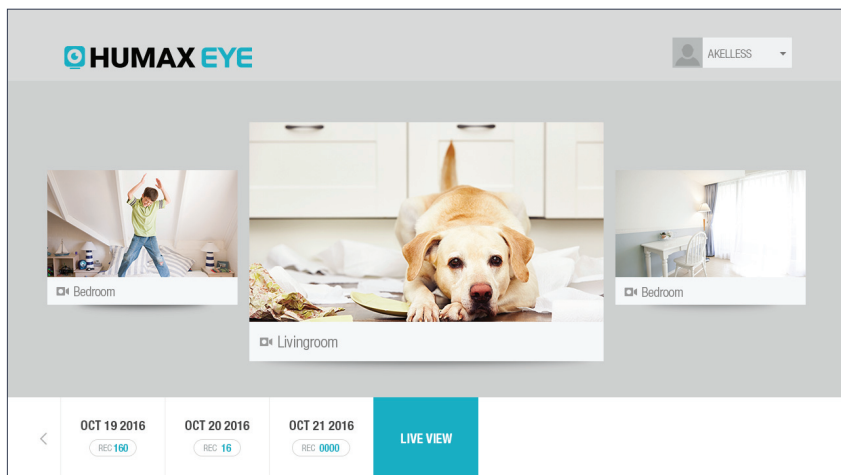 HUMAX EYE
AKELLESS
Bedroom
Livingroom
Bedroom
OCT 19 2016
REC 160
OCT 20 2016
REC 16
OCT 21 2016
REC 0000
LIVE VIEW